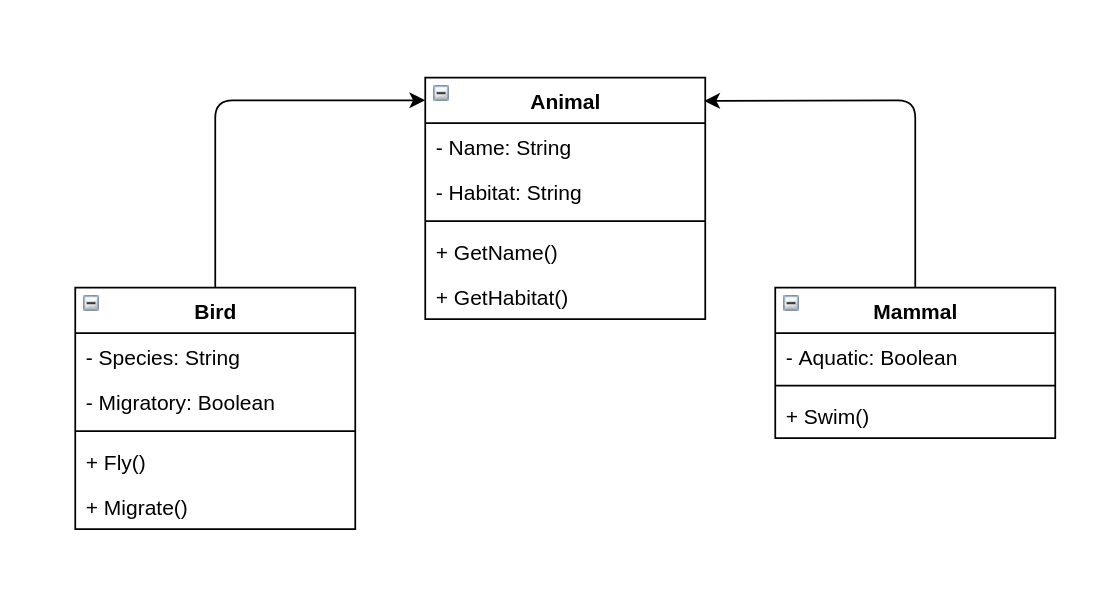 Animal
- Name: String
- Habitat: String
+ GetName()
+ GetHabitat()
Bird
- Species: String
- Migratory: Boolean
+ Fly()
+ Migrate()
Mammal
- Aquatic: Boolean
+ Swim()